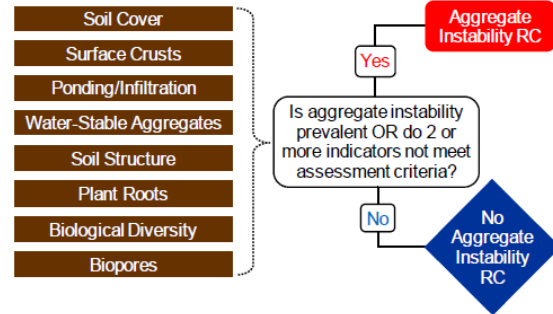 Soil Cover
Surface Crusts
Ponding/Infiltration
Water-Stable Aggregates
Soil Structure
Plant Roots
Biological Diversity
Biopores
Aggregate
Instability RC
Yes
Is aggregate instability
prevalent OR do 2 or
more indicators not meet
assessment criteria?
No
No
Aggregate
Instability
RC